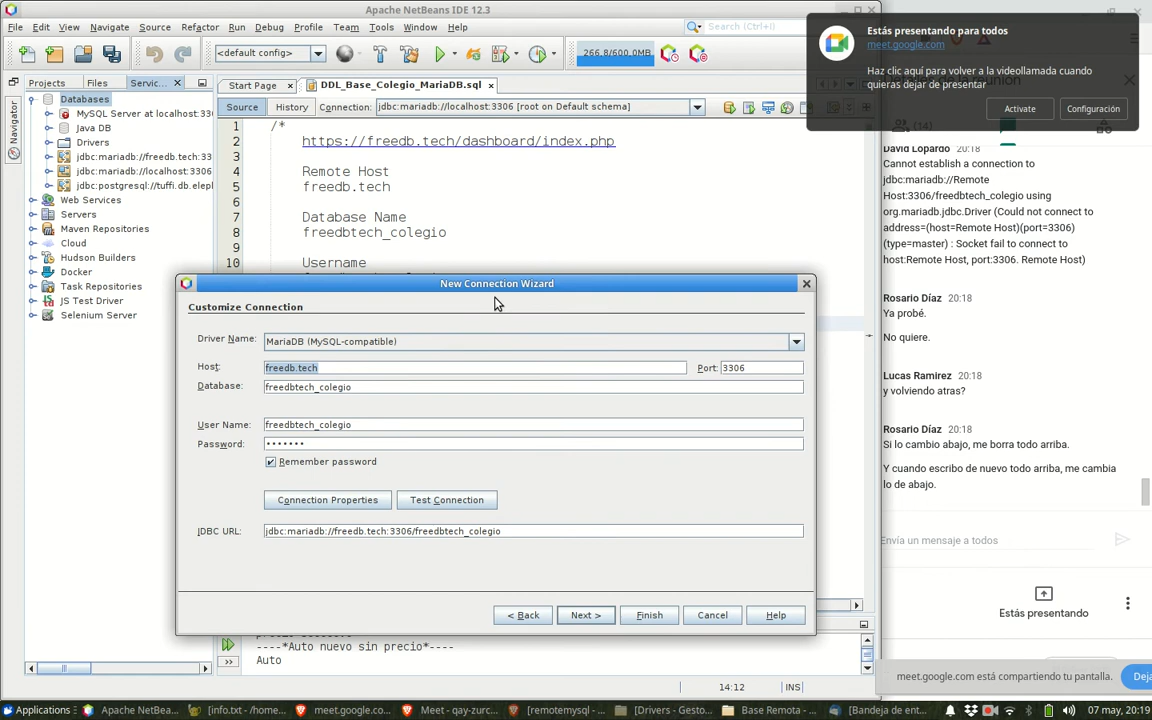 Apache NetBeans IDE 12.3
File Edit View Navigate Source Refactor Run Debug Profile Team Tools Window Help
Search (Ctrl+I)
<default config>
266,8/600,0MB
Projects Files Servic...
Start Page
DDL_Base_Colegio_MariaDB.sql
Source History Connection: jdbc:mariadb://localhost:3306 [root on Default schema]
Navigator
Databases
MySQL Server at localhost:330
Java DB
Drivers
jdbc:mariadb://freedb.tech:33
jdbc:mariadb://localhost:3306
jdbc:postgresql://tuffi.db.elepl
Web Services
Servers
Maven Repositories
Cloud
Hudson Builders
Docker
Task Repositories
JS Test Driver
Selenium Server
1 /*
2 https://freedb.tech/dashboard/index.php
3
4 Remote Host
5 freedb.tech
6
7 Database Name
8 freedbtech_colegio
9
10 Username
New Connection Wizard
Customize Connection
Driver Name: MariaDB (MySQL-compatible)
Host: freedb.tech Port: 3306
Database: freedbtech_colegio
User Name: freedbtech_colegio
Password: •••••••
Remember password
Connection Properties Test Connection
JDBC URL: jdbc:mariadb://freedb.tech:3306/freedbtech_colegio
< Back Next > Finish Cancel Help
----*Auto nuevo sin precio*----
Auto
14:12 INS
Estás presentando para todos
meet.google.com
Haz clic aquí para volver a la videollamada cuando
quieras dejar de presentar
Activate Configuración
(14)
David Lopardo 20:18
Cannot establish a connection to
jdbc:mariadb://Remote
Host:3306/freedbtech_colegio using
org.mariadb.jdbc.Driver (Could not connect to
address=(host=Remote Host)(port=3306)
(type=master) : Socket fail to connect to
host:Remote Host, port:3306. Remote Host)
Rosario Díaz 20:18
Ya probé.
No quiere.
Lucas Ramirez 20:18
y volviendo atras?
Rosario Díaz 20:18
Si lo cambio abajo, me borra todo arriba.
Y cuando escribo de nuevo todo arriba, me cambia
lo de abajo.
Envía un mensaje a todos
Estás presentando
meet.google.com está compartiendo tu pantalla.
Deja
Applications Apache NetBea... [info.txt - /home... meet.google.co... Meet - qay-zurc... [remotemysql - ... [Drivers - Gesto... Base Remota - ... [Bandeja de ent... 07 may, 20:19